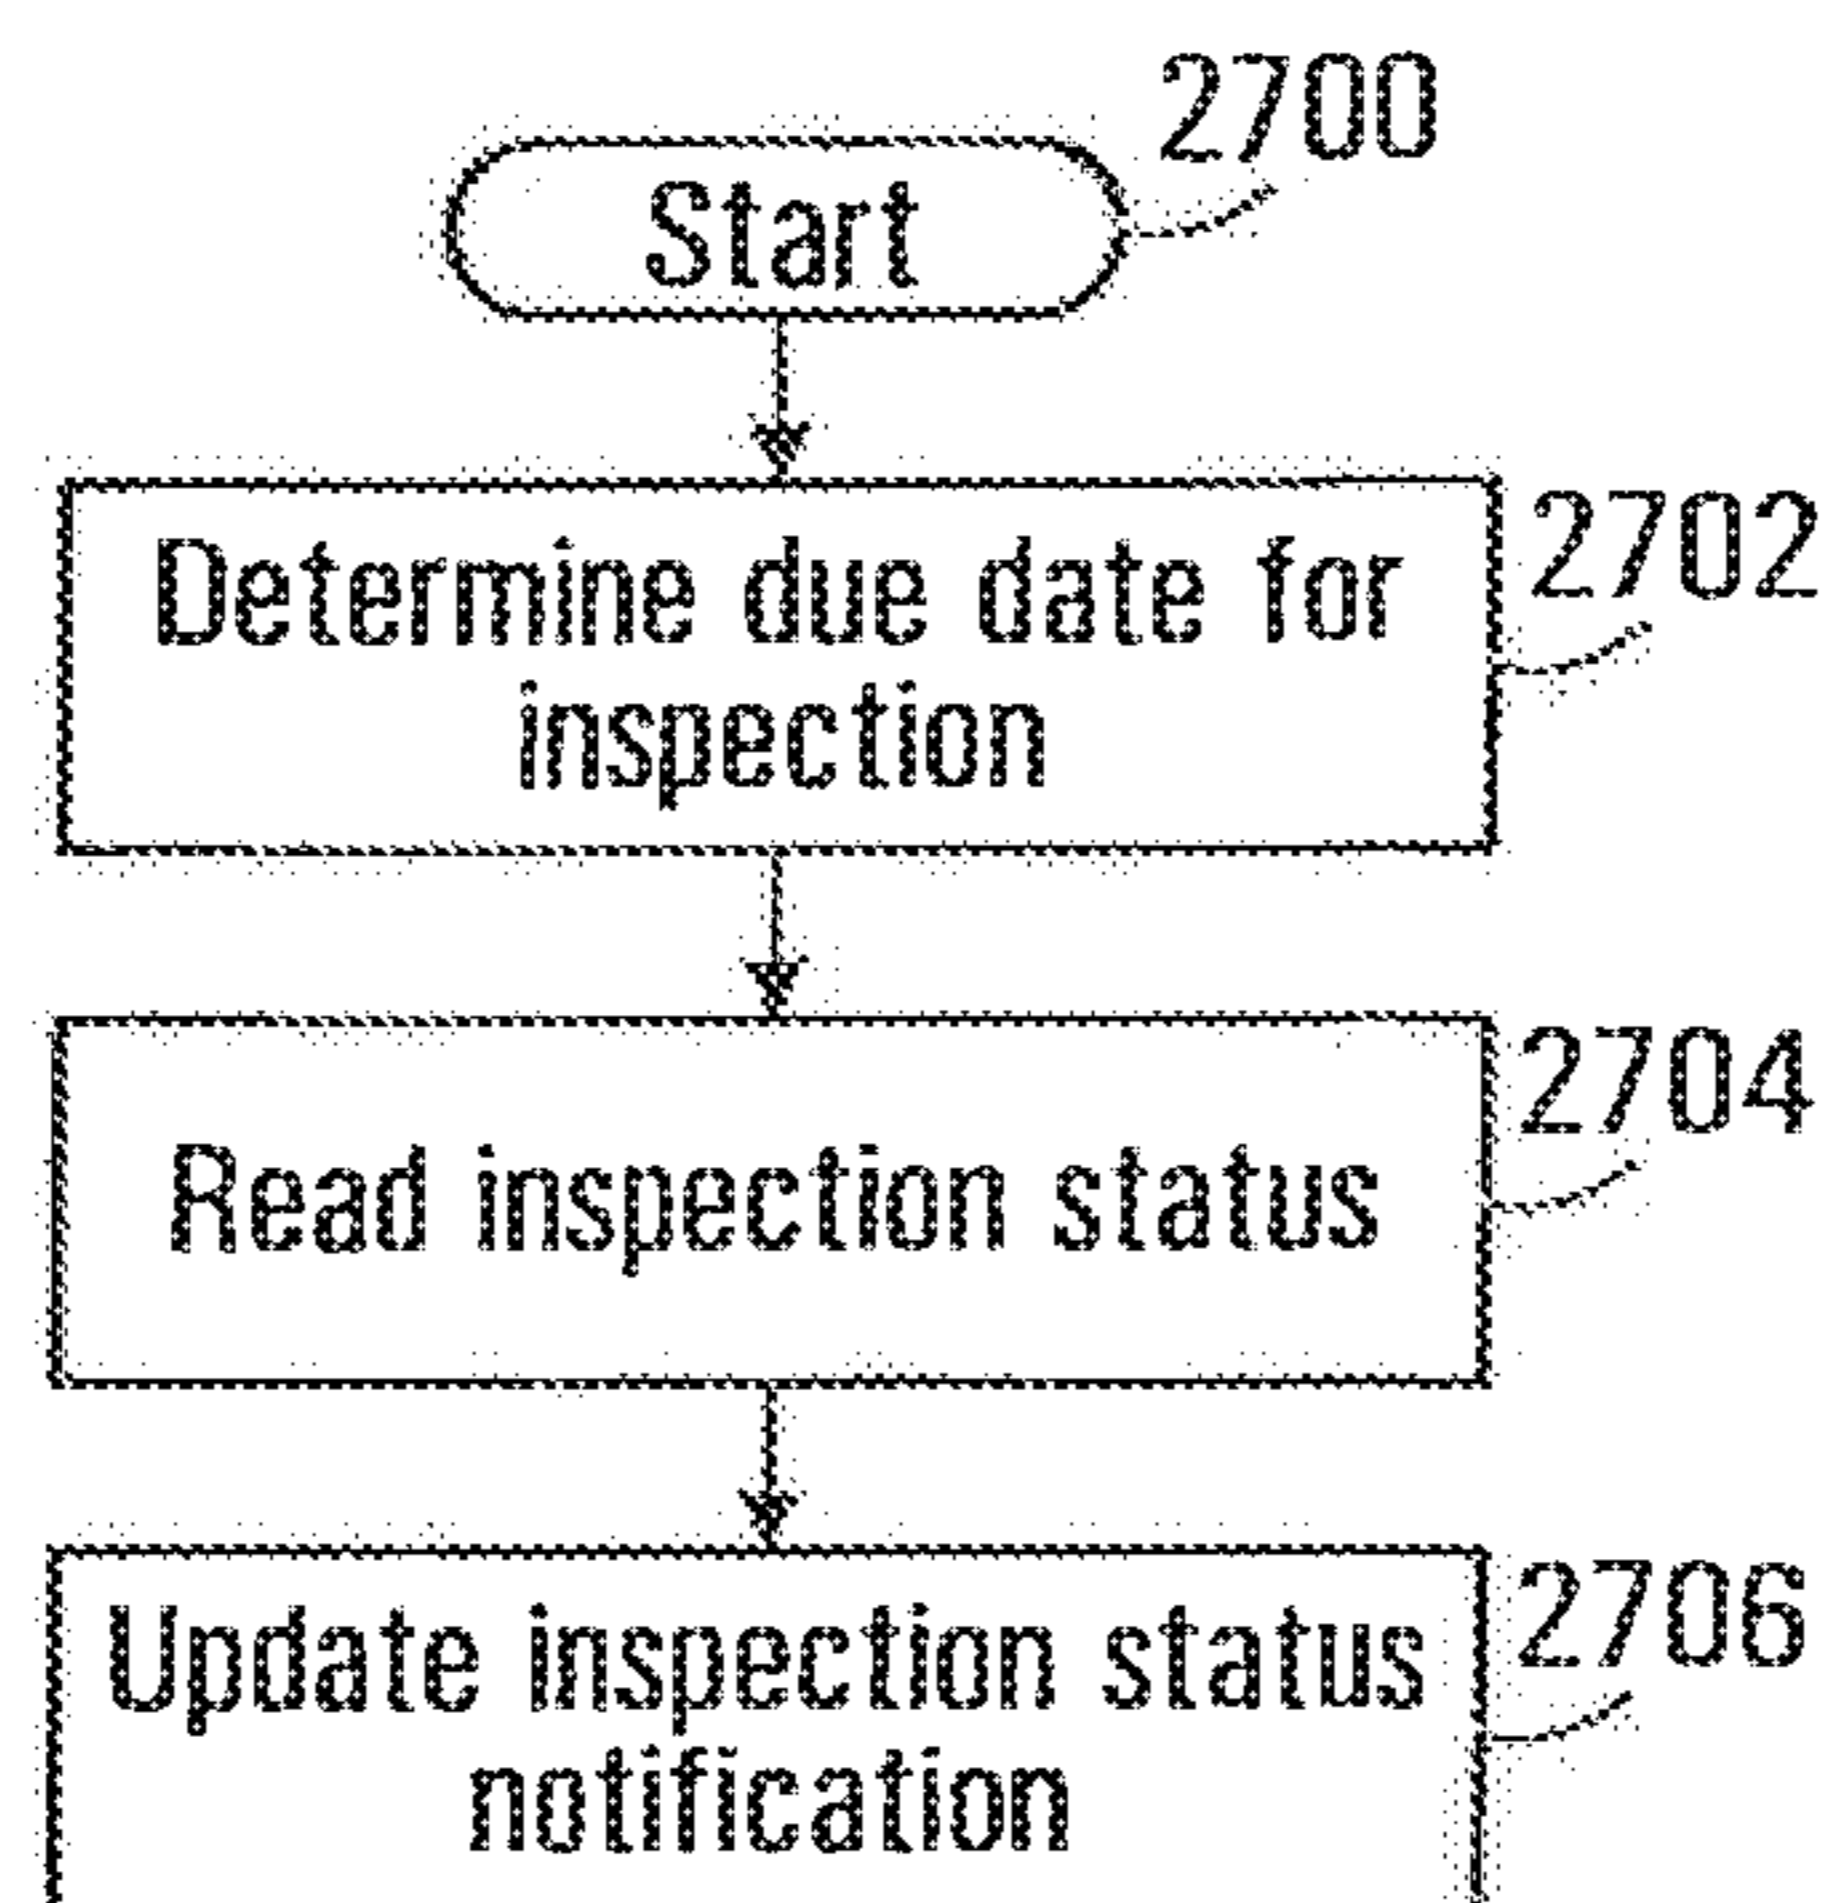 2700
Start
2702
Determine due date for
inspection
2704
Read inspection status
2706
Update inspection status
notification